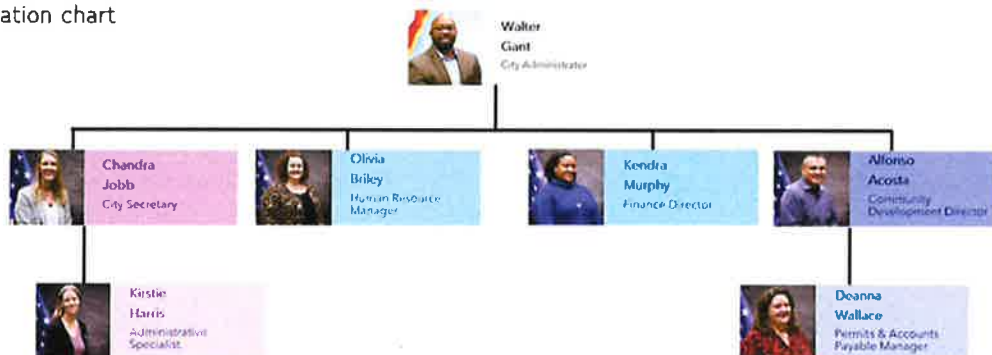 ation chart
Walter
Gant
City Administrator
Chandra
Jobb
City Secretary
Olivia
Briley
Human Resource
Manager
Kendra
Murphy
Finance Director
Alfonso
Acosta
Community
Development Director
Kirstie
Harris
Administrative
Specialist
Deanna
Wallace
Permits & Accounts
Payable Manager